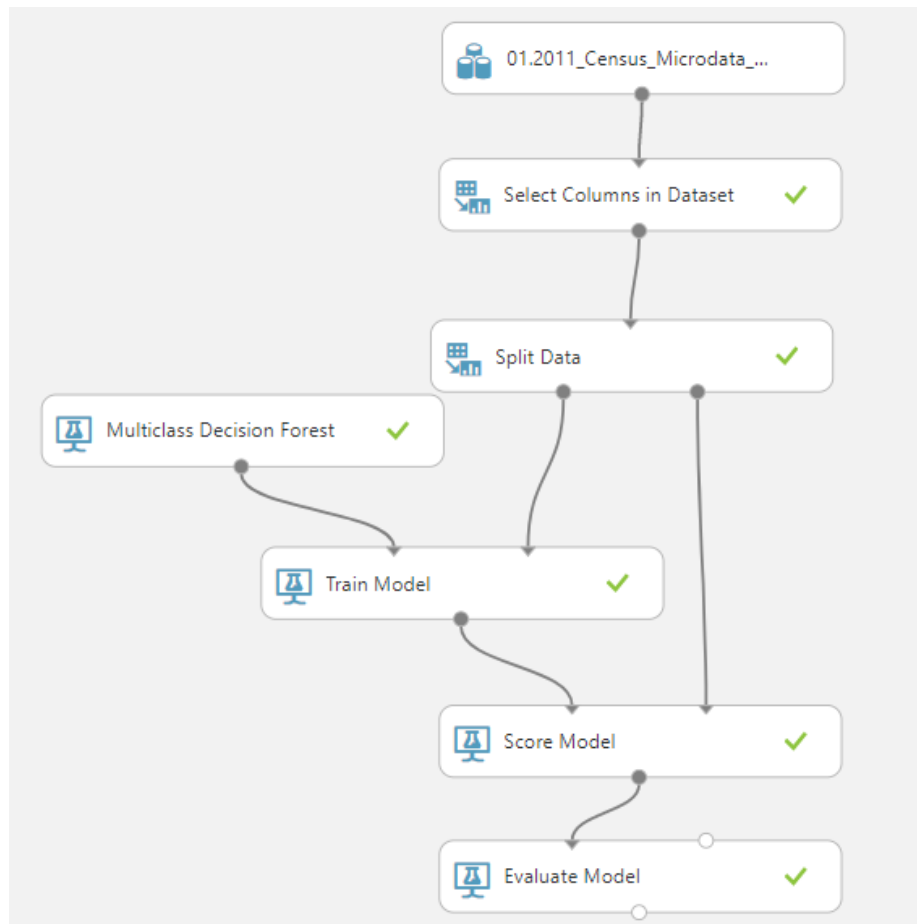 01.2011_Census_Microdata_...
Select Columns in Dataset
Split Data
Multiclass Decision Forest
Train Model
Score Model
Evaluate Model